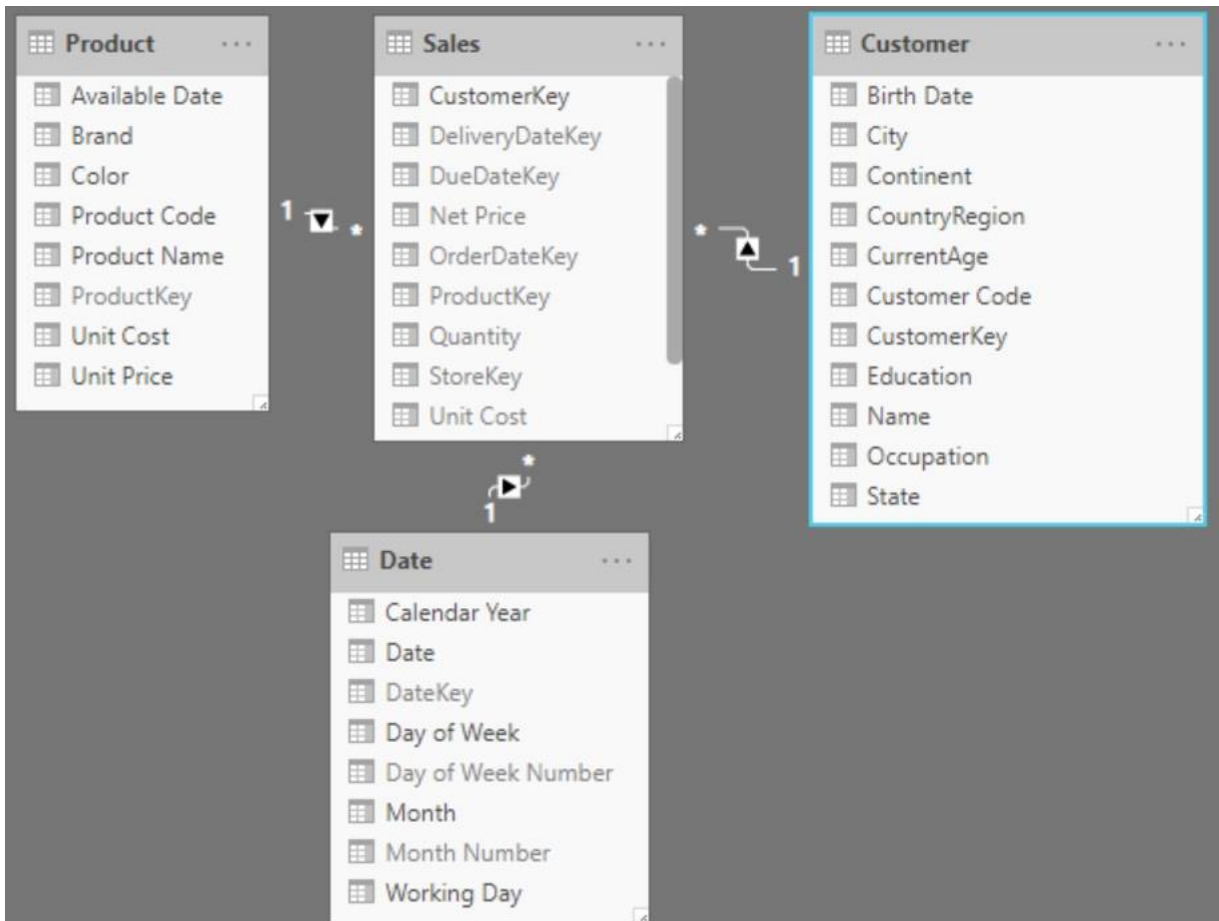 Product ...
Available Date
Brand
Color
Product Code
Product Name
ProductKey
Unit Cost
Unit Price
1
*
Sales ...
CustomerKey
DeliveryDateKey
DueDateKey
Net Price
OrderDateKey
ProductKey
Quantity
StoreKey
Unit Cost
*
1
Customer ...
Birth Date
City
Continent
CountryRegion
CurrentAge
Customer Code
CustomerKey
Education
Name
Occupation
State
*
1
Date ...
Calendar Year
Date
DateKey
Day of Week
Day of Week Number
Month
Month Number
Working Day